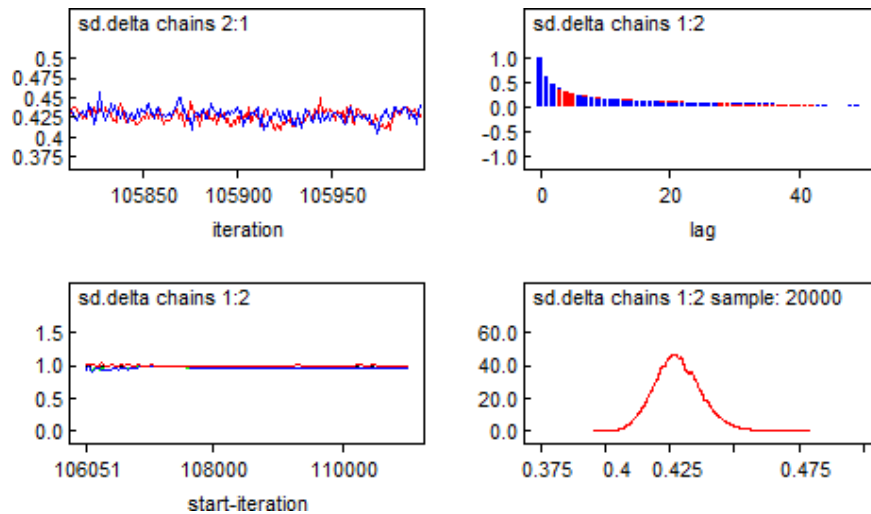 sd.delta chains 2:1
0.5
0.475
0.45
0.425
0.4
0.375
105850 105900 105950
iteration
sd.delta chains 1:2
1.0
0.5
0.0
-0.5
-1.0
0 20 40
lag
sd.delta chains 1:2
1.5
1.0
0.5
0.0
106051 108000 110000
start-iteration
sd.delta chains 1:2 sample: 20000
60.0
40.0
20.0
0.0
0.375 0.4 0.425 0.475